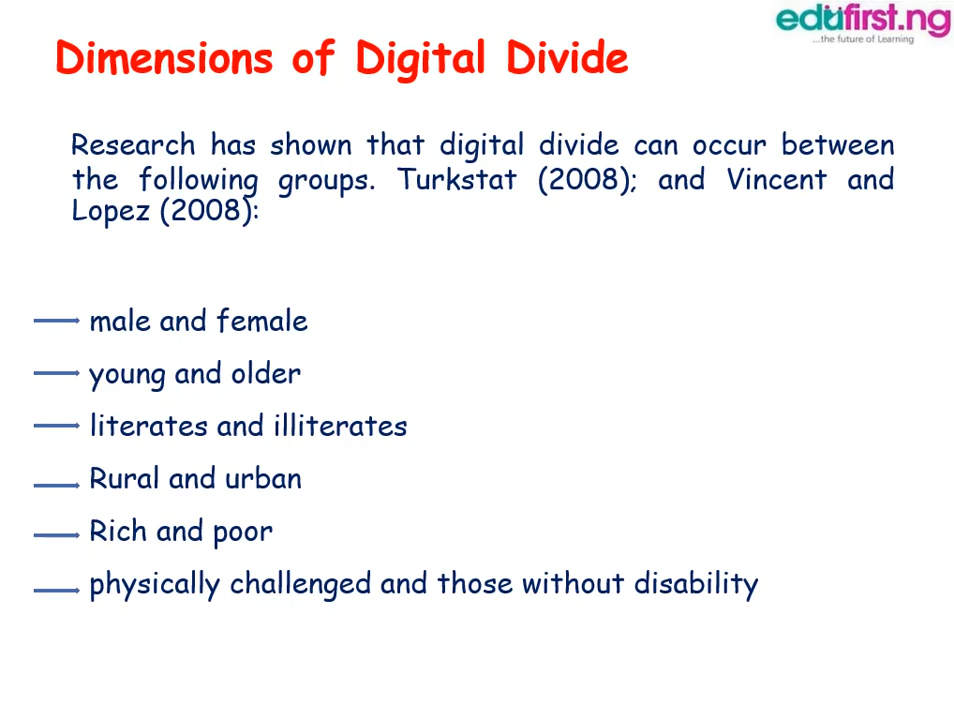 edufirst.ng
...the future of Learning
Dimensions of Digital Divide
Research has shown that digital divide can occur between
the following groups. Turkstat (2008); and Vincent and
Lopez (2008):
male and female
young and older
literates and illiterates
Rural and urban
Rich and poor
physically challenged and those without disability